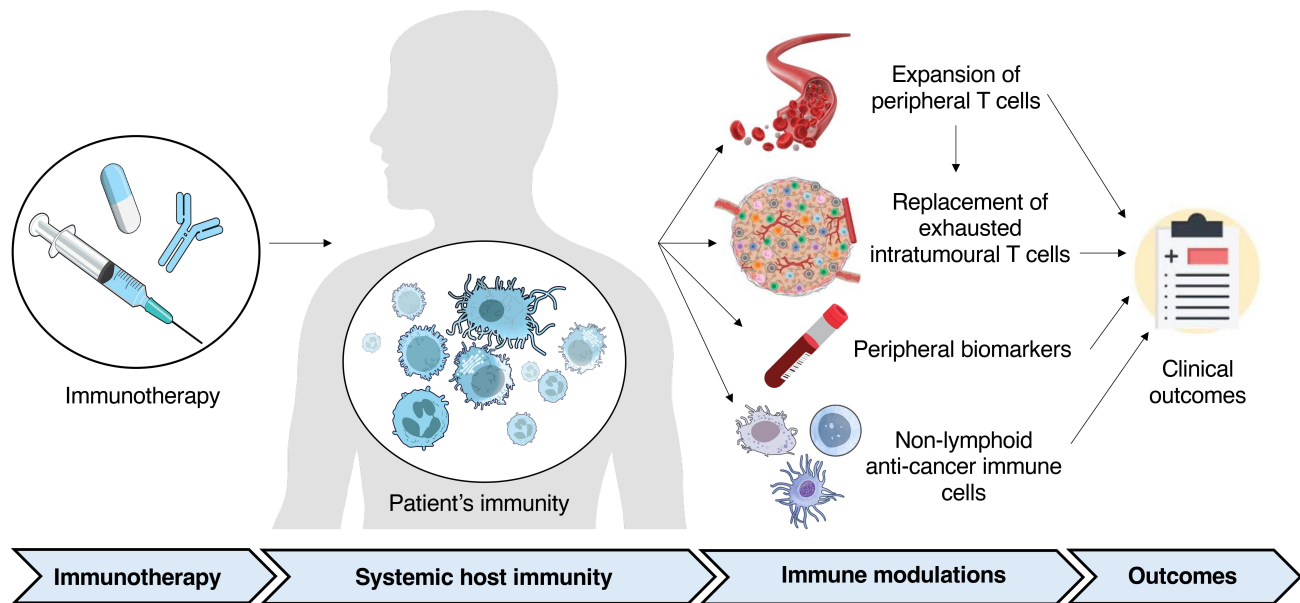 Immunotherapy
Patient's immunity
Expansion of
peripheral T cells
Replacement of
exhausted
intratumoural T cells
Peripheral biomarkers
Non-lymphoid
anti-cancer immune
cells
Clinical
outcomes
Immunotherapy
Systemic host immunity
Immune modulations
Outcomes